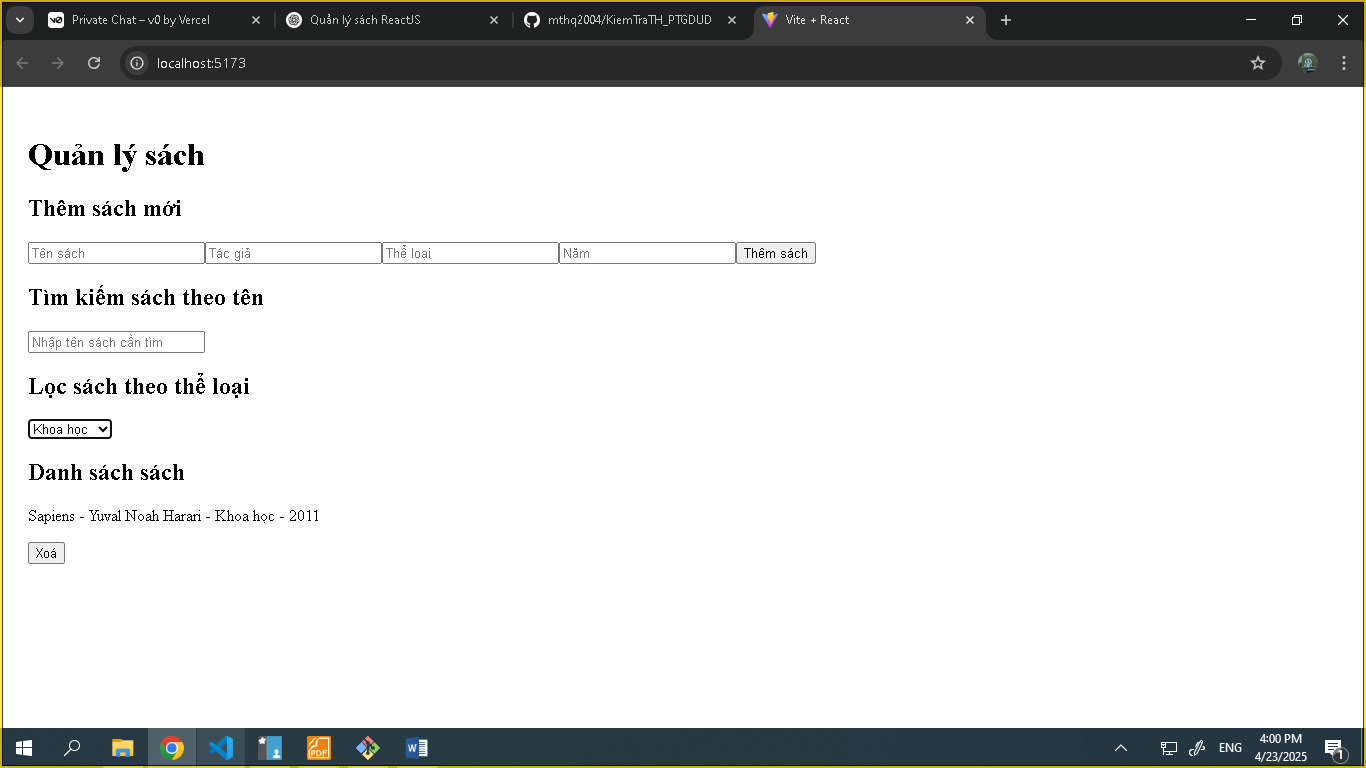 Private Chat – v0 by Vercel
Quản lý sách ReactJS
mthq2004/KiemTraTH_PTGDUD
Vite + React
localhost:5173
Quản lý sách
Thêm sách mới
Tên sách Tác giả Thể loại Năm Thêm sách
Tìm kiếm sách theo tên
Nhập tên sách cần tìm
Lọc sách theo thể loại
Khoa học
Danh sách sách
Sapiens - Yuval Noah Harari - Khoa học - 2011
Xoá
ENG
4:00 PM
4/23/2025
1
PDF
W